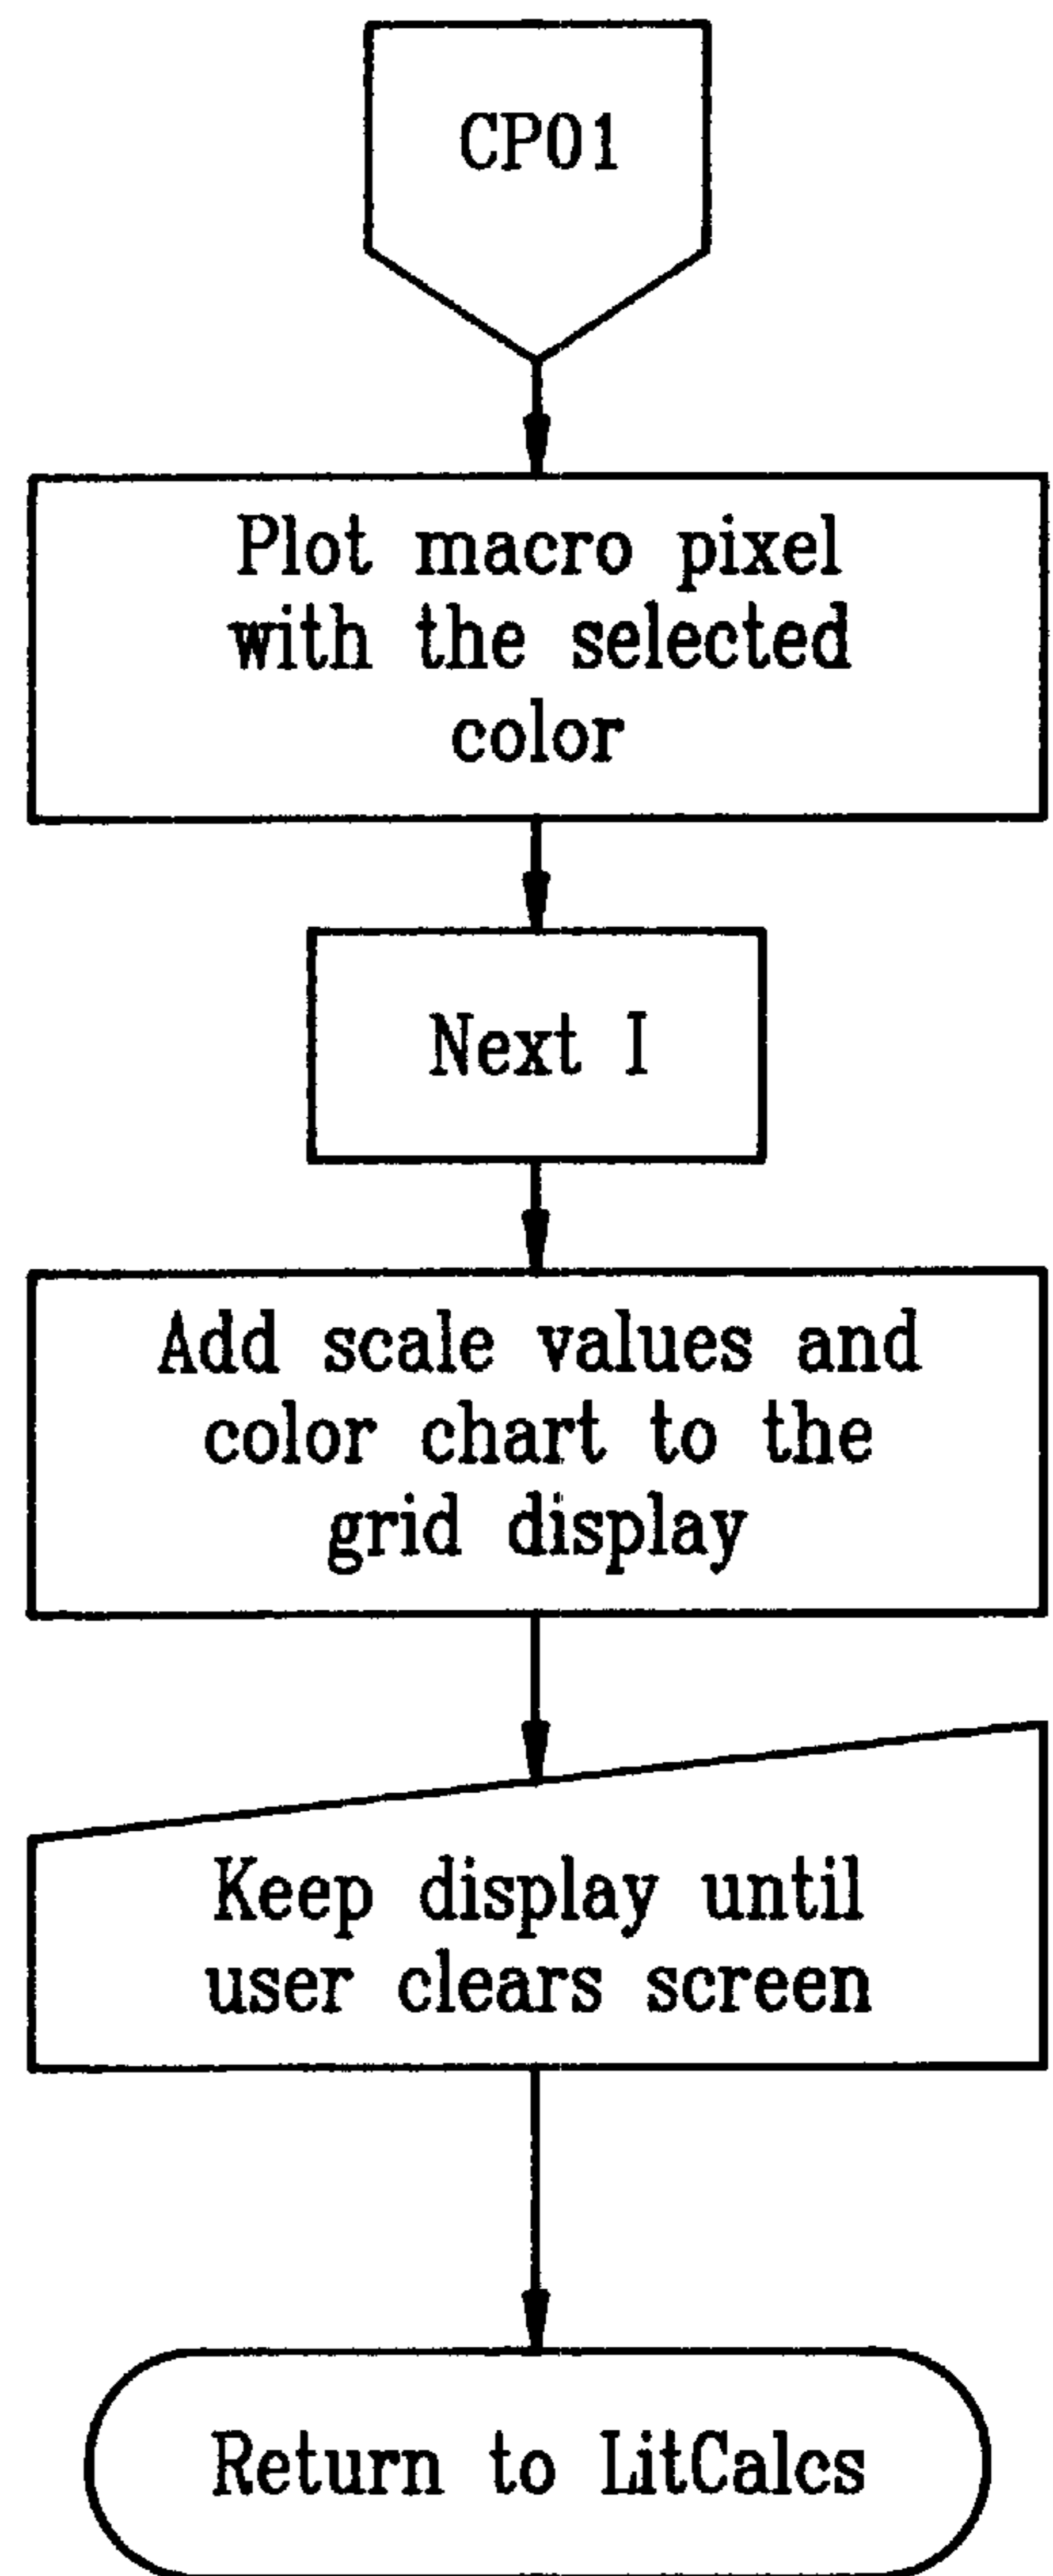 CP01
Plot macro pixel
with the selected
color
Next I
Add scale values and
color chart to the
grid display
Keep display until
user clears screen
Return to LitCalcs